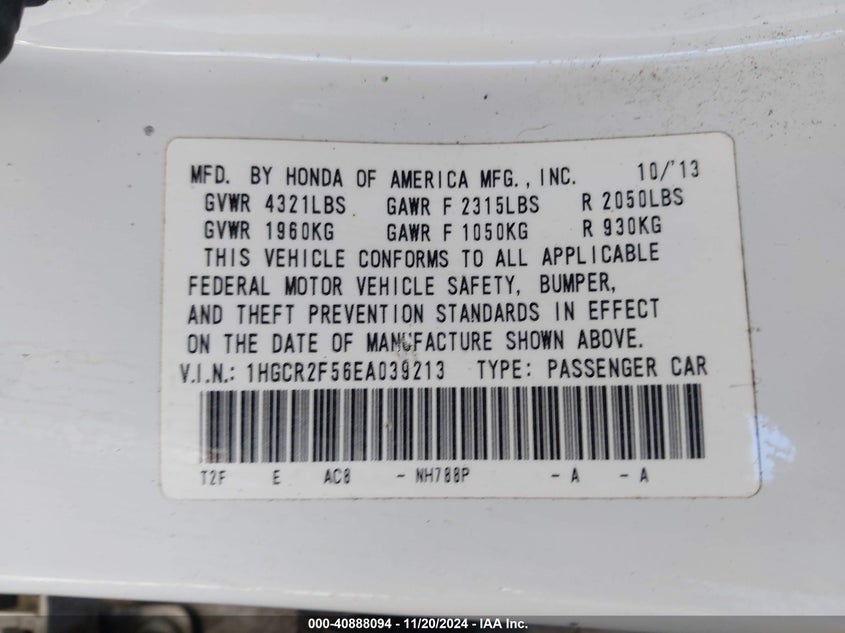 MFD. BY HONDA OF AMERICA MFG., INC. 10/'13
GVWR 4321LBS GAWR F 2315LBS R 2050LBS
GVWR 1960KG GAWR F 1050KG R 930KG
THIS VEHICLE CONFORMS TO ALL APPLICABLE
FEDERAL MOTOR VEHICLE SAFETY, BUMPER,
AND THEFT PREVENTION STANDARDS IN EFFECT
ON THE DATE OF MANUFACTURE SHOWN ABOVE.
V.I.N.: 1HGCR2F56EA039213 TYPE: PASSENGER CAR
T2F E AC8 - NH788P - A - A
000-40888094 - 11/20/2024 - IAA Inc.